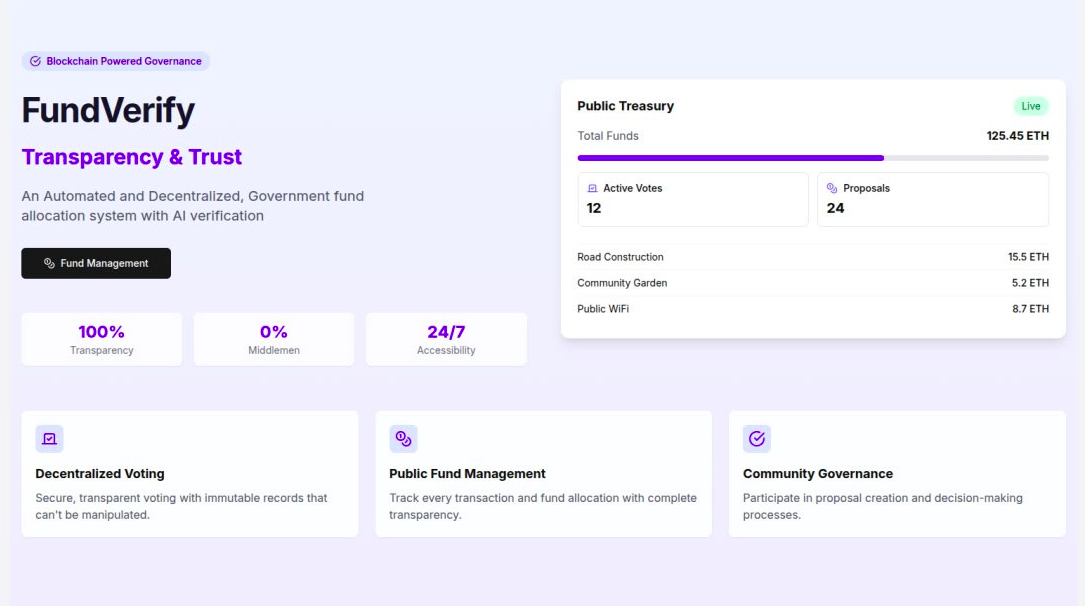 Blockchain Powered Governance
FundVerify
Transparency & Trust
An Automated and Decentralized, Government fund
allocation system with AI verification
Fund Management
100%
Transparency
0%
Middlemen
24/7
Accessibility
Public Treasury
Live
Total Funds
125.45 ETH
Active Votes
12
Proposals
24
Road Construction
15.5 ETH
Community Garden
5.2 ETH
Public WiFi
8.7 ETH
Decentralized Voting
Secure, transparent voting with immutable records that
can't be manipulated.
Public Fund Management
Track every transaction and fund allocation with complete
transparency.
Community Governance
Participate in proposal creation and decision-making
processes.